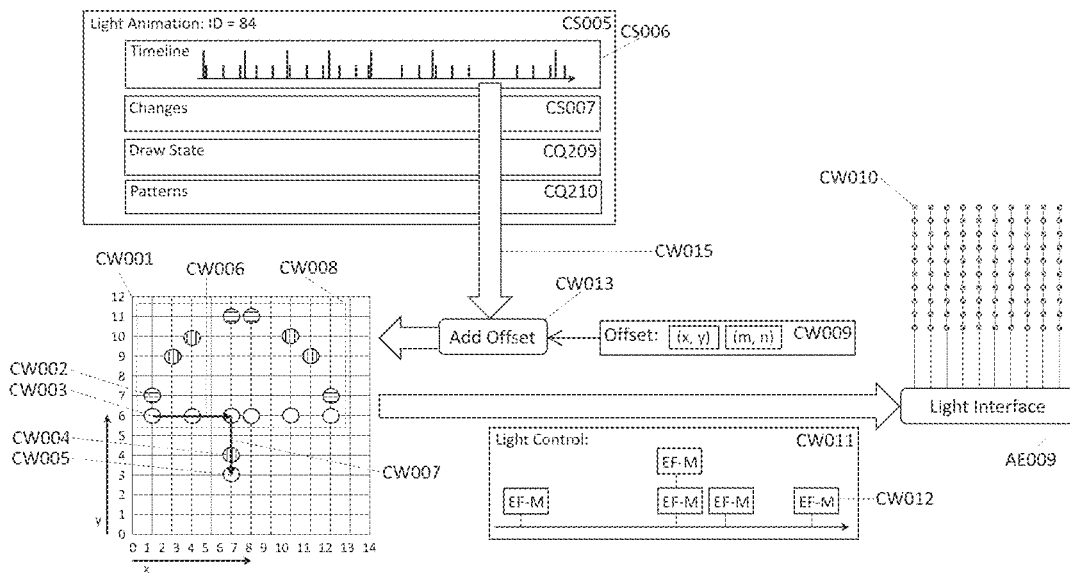 Light Animation: ID = 84
CS005
CS006
Timeline
Changes
CS007
Draw State
CQ209
Patterns
CQ210
CW010
CW015
CW001
CW006
CW008
CW013
12
11
10
9
8
7
6
5
4
3
2
1
0
Add Offset
Offset: (x, y) (m, n)
CW009
CW002
CW003
CW004
CW005
CW007
Light Interface
AE009
Light Control:
CW011
EF-M
EF-M EF-M EF-M EF-M
CW012
y
0 1 2 3 4 5 6 7 8 9 10 11 12 13 14
x